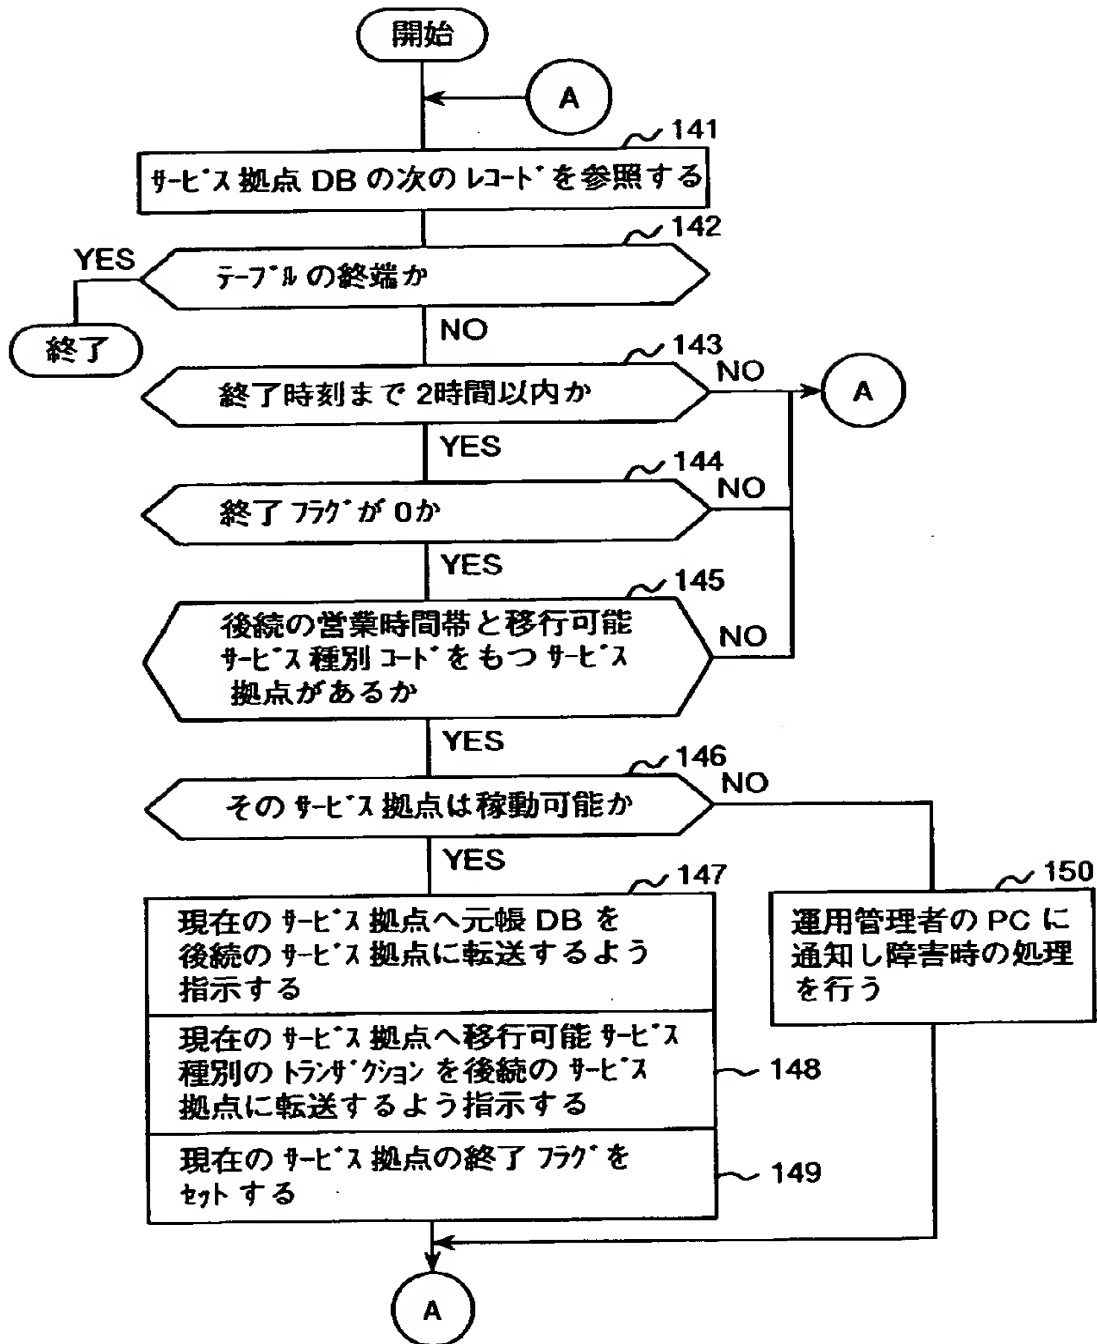 開始
A
141
サービス拠点 DB の次のレコードを参照する
142
YES
テーブルの終端か
終了
NO
143
終了時刻まで 2時間以内か
NO
A
YES
144
終了フラグが 0か
NO
YES
145
後続の営業時間帯と移行可能
サービス種別コードをもつサービス
拠点があるか
NO
YES
146
そのサービス拠点は稼動可能か
NO
YES
147
現在のサービス拠点へ元帳 DB を
後続のサービス拠点に転送するよう
指示する
150
運用管理者の PC に
通知し障害時の処理
を行う
現在のサービス拠点へ移行可能サービス
種別のトランザクションを後続のサービス
拠点に転送するよう指示する
148
現在のサービス拠点の終了フラグを
セットする
149
A